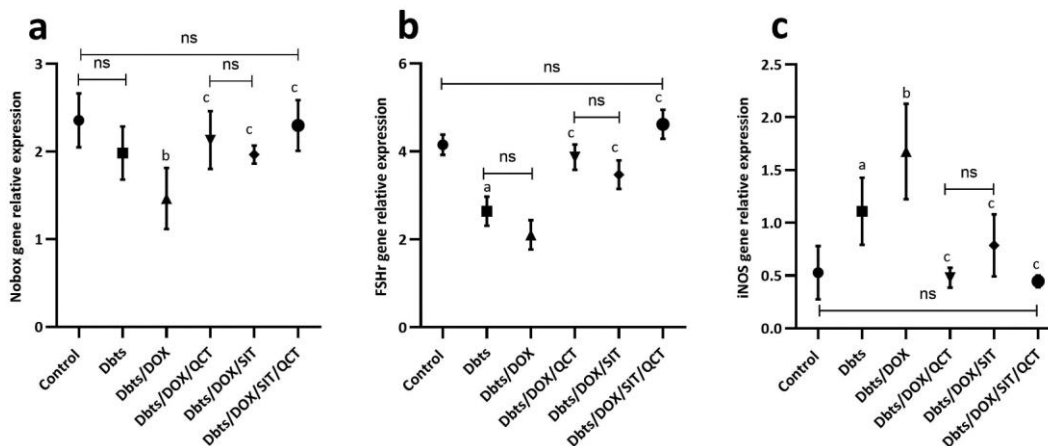 a
ns
ns
ns
c
c
c
b
3
2
1
0
Nobox gene relative expression
Control
Dbts
Dbts/DOX
Dbts/DOX/QCT
Dbts/DOX/SIT
Dbts/DOX/SIT/QCT
b
ns
c
ns
c
c
ns
a
6
4
2
0
FSHr gene relative expression
Control
Dbts
Dbts/DOX
Dbts/DOX/QCT
Dbts/DOX/SIT
Dbts/DOX/SIT/QCT
c
b
a
ns
c
c
c
ns
2.5
2.0
1.5
1.0
0.5
0.0
iNOS gene relative expression
Control
Dbts
Dbts/DOX
Dbts/DOX/QCT
Dbts/DOX/SIT
Dbts/DOX/SIT/QCT